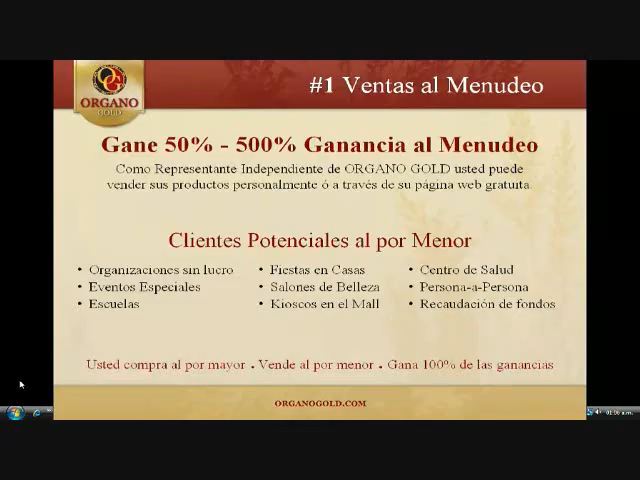 #1 Ventas al Menudeo
OG
ORGANO
GOLD
Gane 50% - 500% Ganancia al Menudeo
Como Representante Independiente de ORGANO GOLD usted puede
vender sus productos personalmente ó a través de su página web gratuita.
Clientes Potenciales al por Menor
• Organizaciones sin lucro
• Eventos Especiales
• Escuelas
• Fiestas en Casas
• Salones de Belleza
• Kioscos en el Mall
• Centro de Salud
• Persona-a-Persona
• Recaudación de fondos
Usted compra al por mayor . Vende al por menor . Gana 100% de las ganancias
ORGANOGOLD.COM
01:06 a.m.